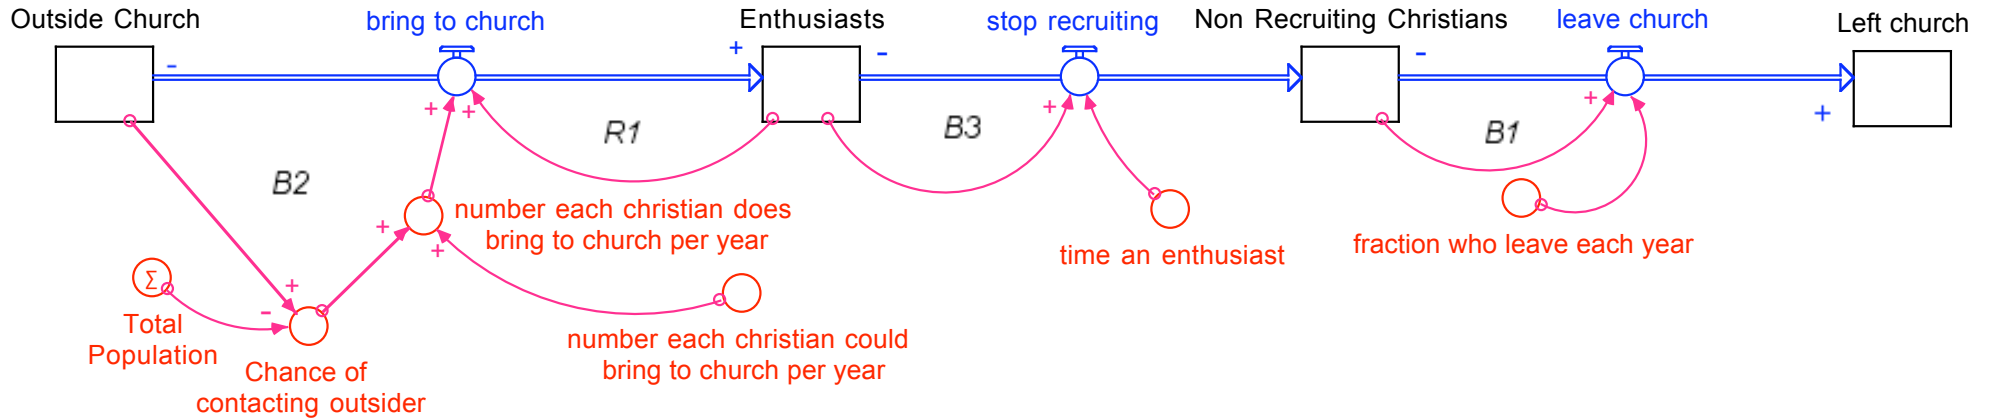 Outside Church
bring to church
Enthusiasts
stop recruiting
Non Recruiting Christians
leave church
Left church
-
+
-
-
+
+
R1
+
B3
+
B1
+
B2
number each christian does
bring to church per year
+
+
time an enthusiast
fraction who leave each year
Σ
+
-
Total
Population
number each christian could
bring to church per year
Chance of
contacting outsider